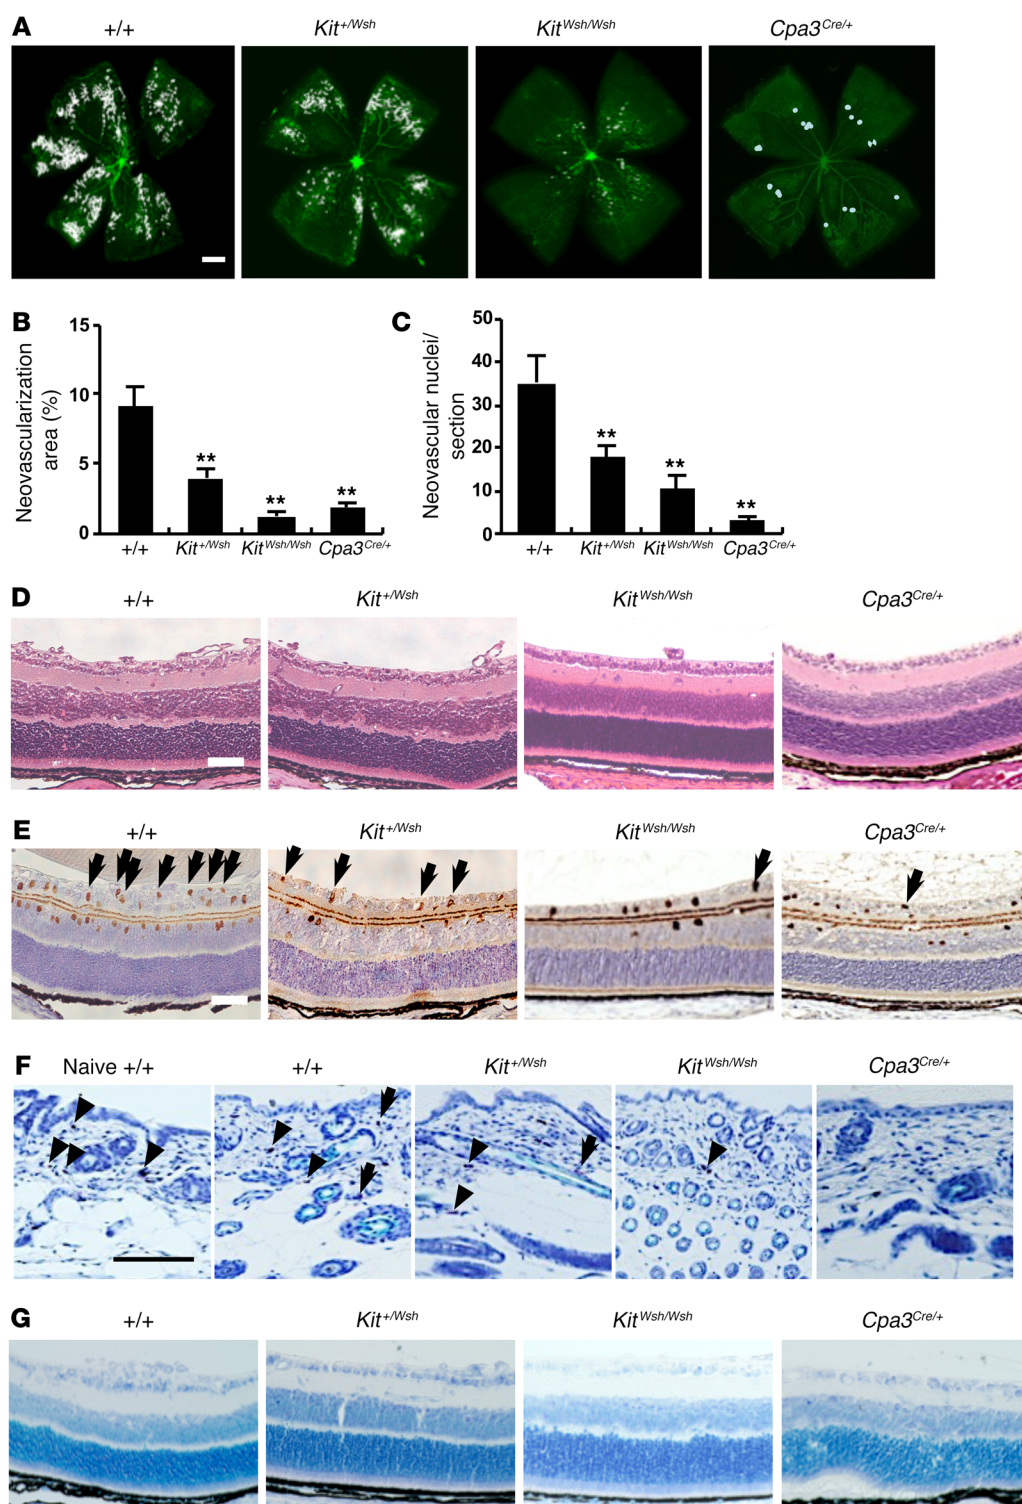 A
+/+ Kit+/Wsh KitWsh/Wsh Cpa3Cre/+
B
Neovascularization
area (%)
15
10
5
0
**
**
**
+/+ Kit+/Wsh KitWsh/Wsh Cpa3Cre/+
C
Neovascular nuclei/
section
50
40
30
20
10
0
**
**
**
+/+ Kit+/Wsh KitWsh/Wsh Cpa3Cre/+
D
+/+ Kit+/Wsh KitWsh/Wsh Cpa3Cre/+
E
+/+ Kit+/Wsh KitWsh/Wsh Cpa3Cre/+
F
Naive +/+ +/+ Kit+/Wsh KitWsh/Wsh Cpa3Cre/+
G
+/+ Kit+/Wsh KitWsh/Wsh Cpa3Cre/+